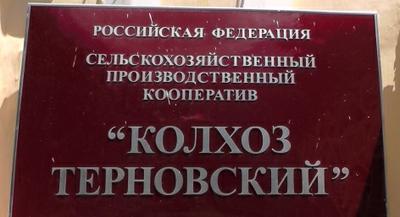 РОССИЙСКАЯ ФЕДЕРАЦИЯ
СЕЛЬСКОХОЗЯЙСТВЕННЫЙ
ПРОИЗВОДСТВЕННЫЙ
КООПЕРАТИВ
“КОЛХОЗ
ТЕРНОВСКИЙ”